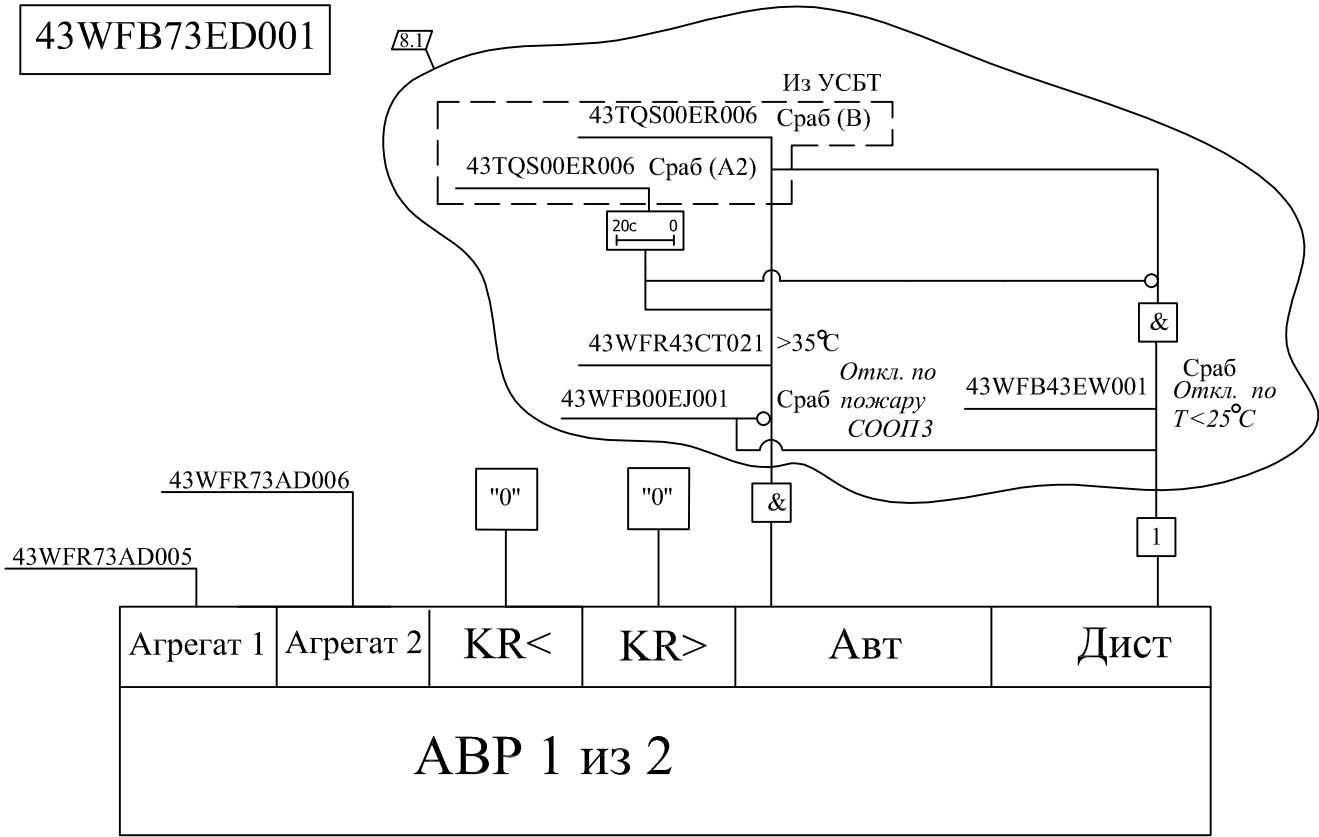 43WFB73ED001
8.1
Из УСБТ
43TQS00ER006 Сраб (В)
43TQS00ER006 Сраб (А2)
20с 0
&
43WFR43CT021 >35°С
43WFB00EJ001 Сраб
Откл. по
пожару
СООП3
43WFB43EW001
Сраб
Откл. по
Т<25°С
43WFR73AD006
43WFR73AD005
"0"
"0"
&
1
Агрегат 1
Агрегат 2
KR<
KR>
Авт
Дист
АВР 1 из 2